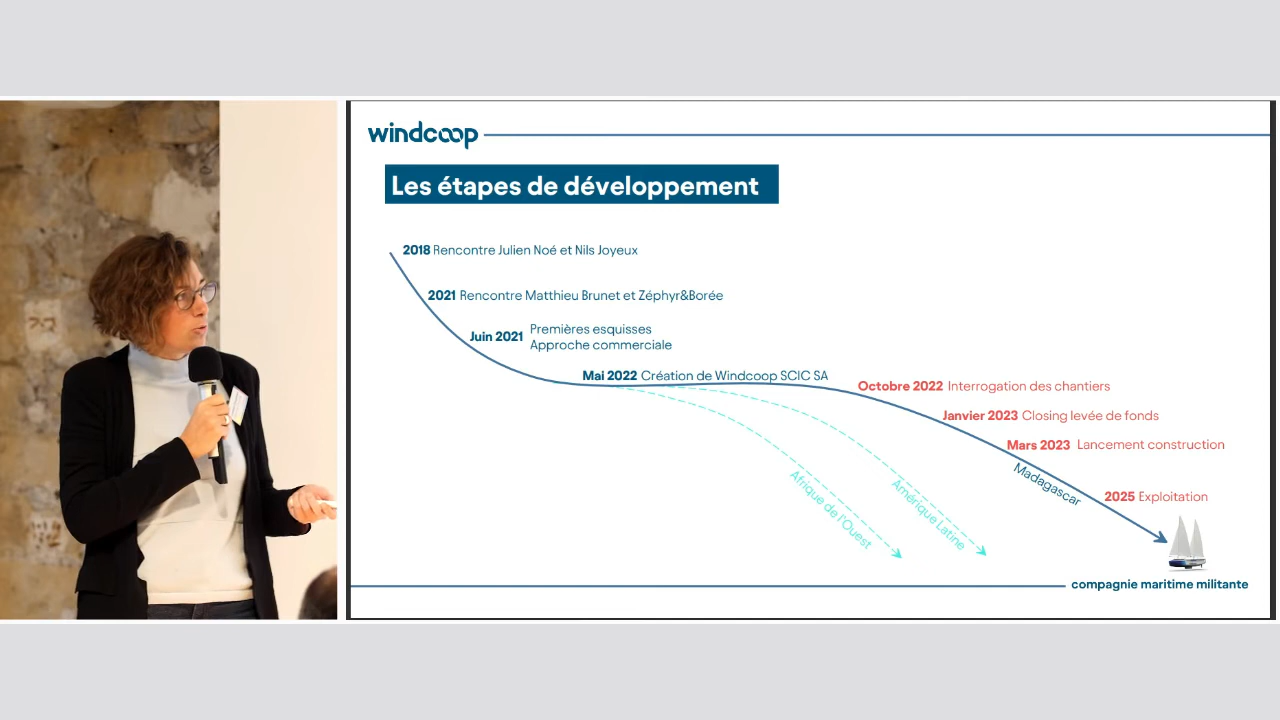 windcoop
Les étapes de développement
2018 Rencontre Julien Noé et Nils Joyeux
2021 Rencontre Matthieu Brunet et Zéphyr&Borée
Juin 2021 Premières esquisses
Approche commerciale
Mai 2022 Création de Windcoop SCIC SA
Octobre 2022 Interrogation des chantiers
Janvier 2023 Closing levée de fonds
Mars 2023 Lancement construction
Madagascar
2025 Exploitation
Afrique de l'Ouest
Amérique Latine
compagnie maritime militante